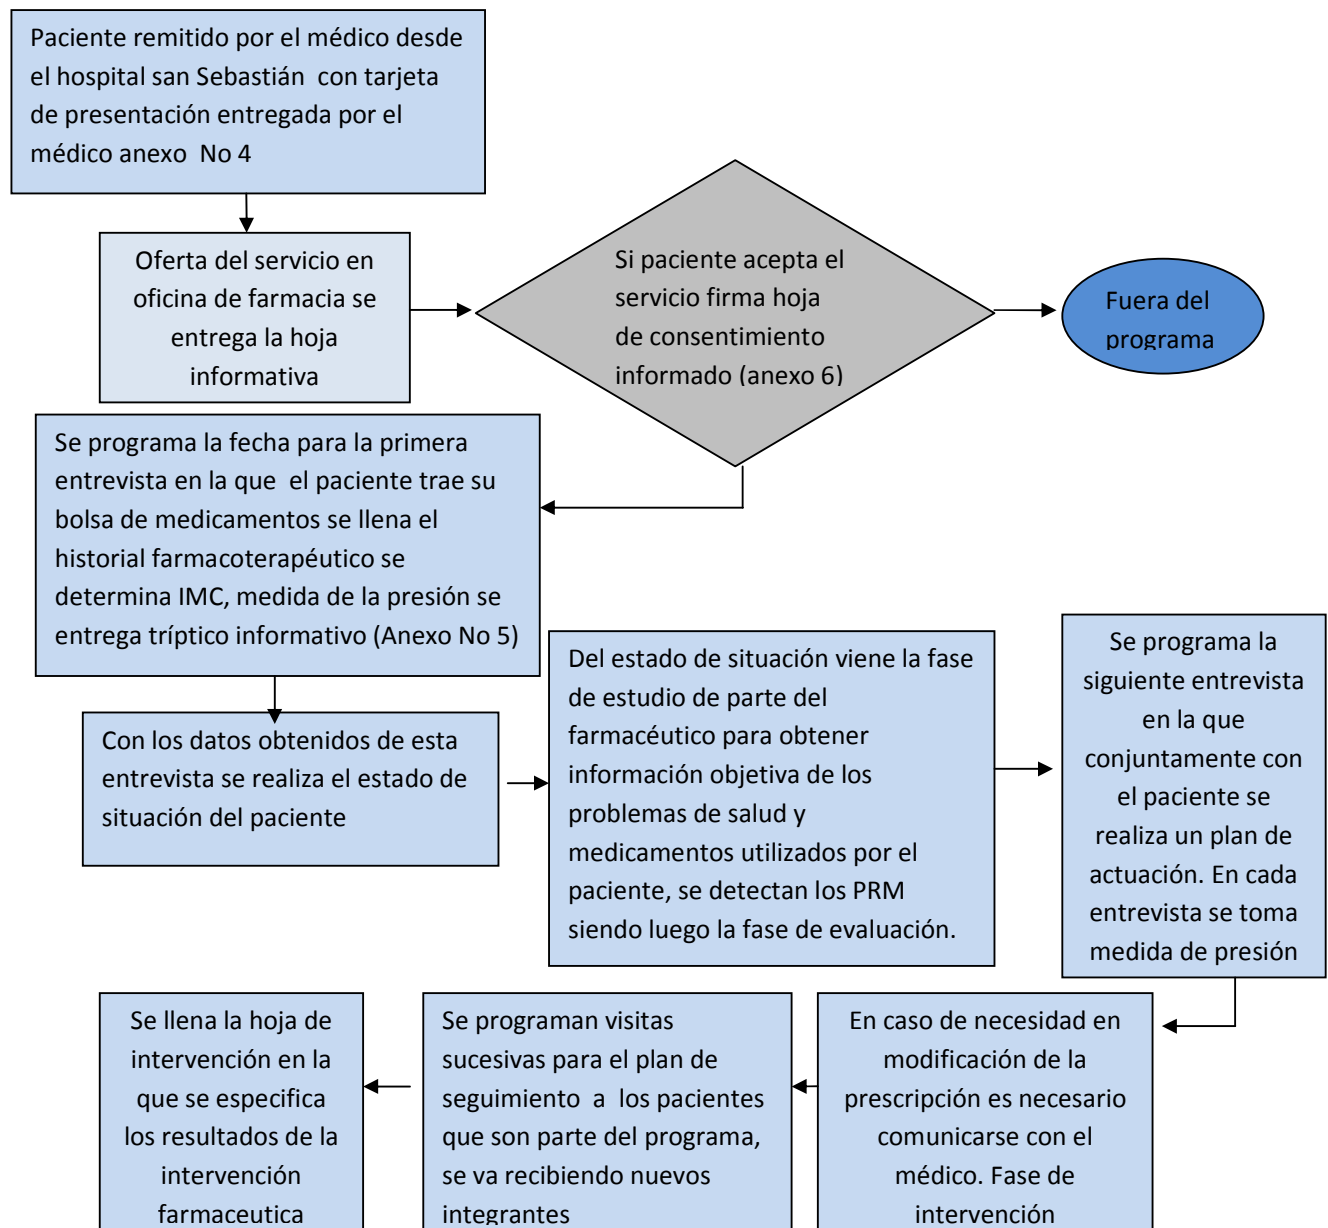 Paciente remitido por el médico desde
el hospital san Sebastián con tarjeta
de presentación entregada por el
médico anexo No 4
Oferta del servicio en
oficina de farmacia se
entrega la hoja
informativa
Si paciente acepta el
servicio firma hoja
de consentimiento
informado (anexo 6)
Fuera del
programa
Se programa la fecha para la primera
entrevista en la que el paciente trae su
bolsa de medicamentos se llena el
historial farmacoterapéutico se
determina IMC, medida de la presión se
entrega tríptico informativo (Anexo No 5)
Con los datos obtenidos de esta
entrevista se realiza el estado de
situación del paciente
Del estado de situación viene la fase
de estudio de parte del
farmacéutico para obtener
información objetiva de los
problemas de salud y
medicamentos utilizados por el
paciente, se detectan los PRM
siendo luego la fase de evaluación.
Se programa la
siguiente entrevista
en la que
conjuntamente con
el paciente se
realiza un plan de
actuación. En cada
entrevista se toma
medida de presión
En caso de necesidad en
modificación de la
prescripción es necesario
comunicarse con el
médico. Fase de
intervención
Se programan visitas
sucesivas para el plan de
seguimiento a los pacientes
que son parte del programa,
se va recibiendo nuevos
integrantes
Se llena la hoja de
intervención en la
que se especifica
los resultados de la
intervención
farmaceutica